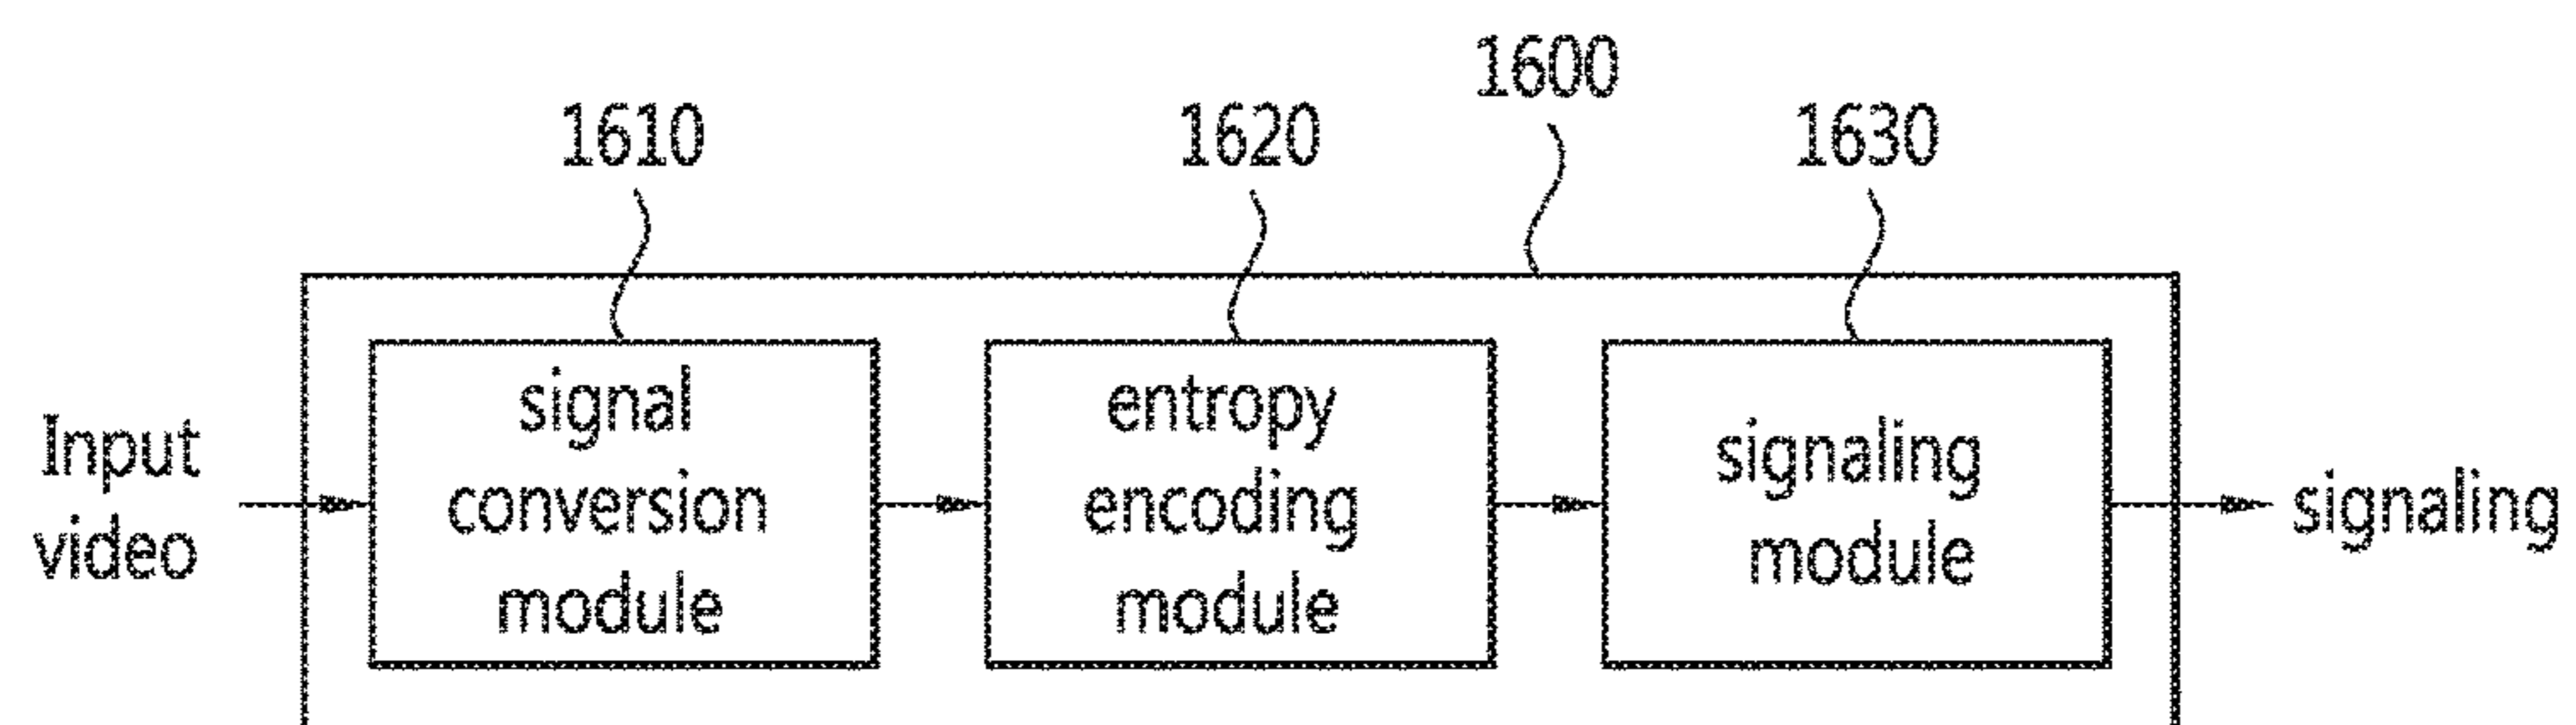 1600
1610
1620
1630
Input
video
signal
conversion
module
entropy
encoding
module
signaling
module
signaling